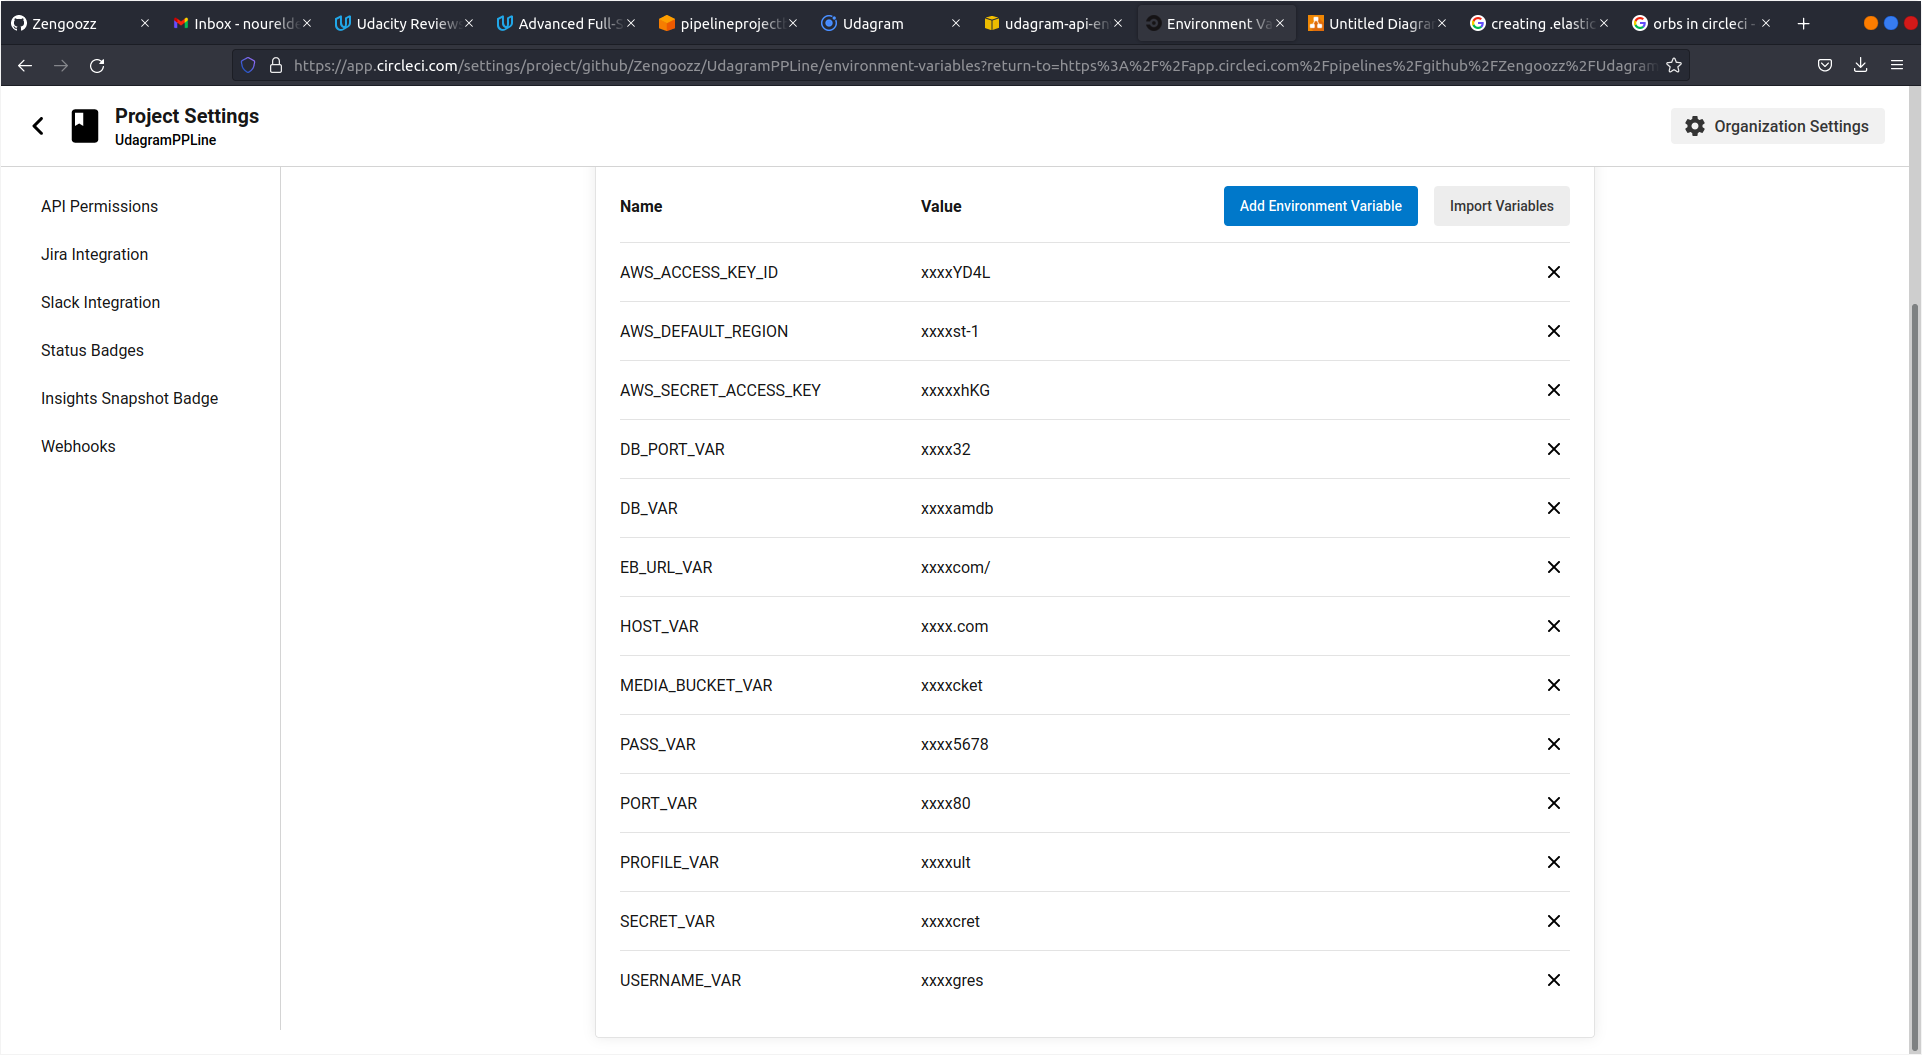 Zengoozz
Inbox - nourelde
Udacity Review
Advanced Full-S
pipelineproject
Udagram
udagram-api-en
Environment Va
Untitled Diagra
creating .elastic
orbs in circleci -
https://app.circleci.com/settings/project/github/Zengoozz/UdagramPPLine/environment-variables?return-to=https%3A%2F%2Fapp.circleci.com%2Fpipelines%2Fgithub%2FZengoozz%2FUdagram
Project Settings
UdagramPPLine
Organization Settings
API Permissions
Jira Integration
Slack Integration
Status Badges
Insights Snapshot Badge
Webhooks
Name Value Add Environment Variable Import Variables
AWS_ACCESS_KEY_ID xxxxYD4L
AWS_DEFAULT_REGION xxxxst-1
AWS_SECRET_ACCESS_KEY xxxxxhKG
DB_PORT_VAR xxxx32
DB_VAR xxxxamdb
EB_URL_VAR xxxxcom/
HOST_VAR xxxx.com
MEDIA_BUCKET_VAR xxxxcket
PASS_VAR xxxx5678
PORT_VAR xxxx80
PROFILE_VAR xxxxult
SECRET_VAR xxxxcret
USERNAME_VAR xxxxgres